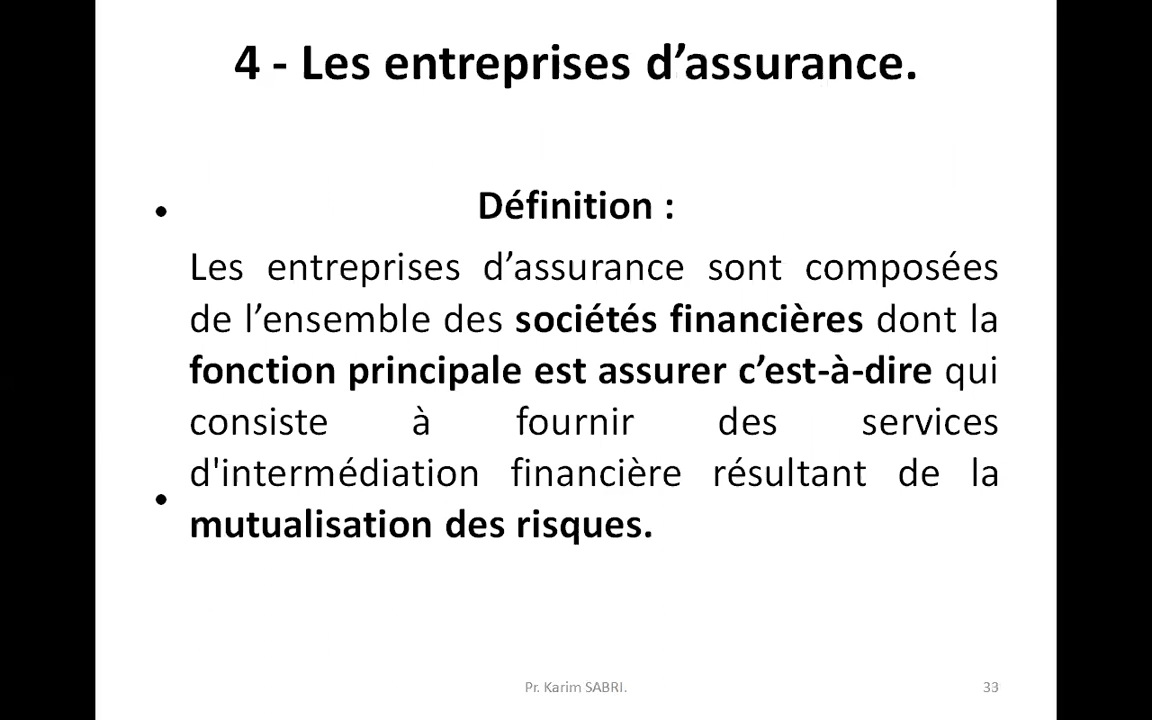 4 - Les entreprises d’assurance.
• Définition :
Les entreprises d’assurance sont composées
de l’ensemble des sociétés financières dont la
fonction principale est assurer c’est-à-dire qui
consiste à fournir des services
d'intermédiation financière résultant de la
• mutualisation des risques.
Pr. Karim SABRI.
33